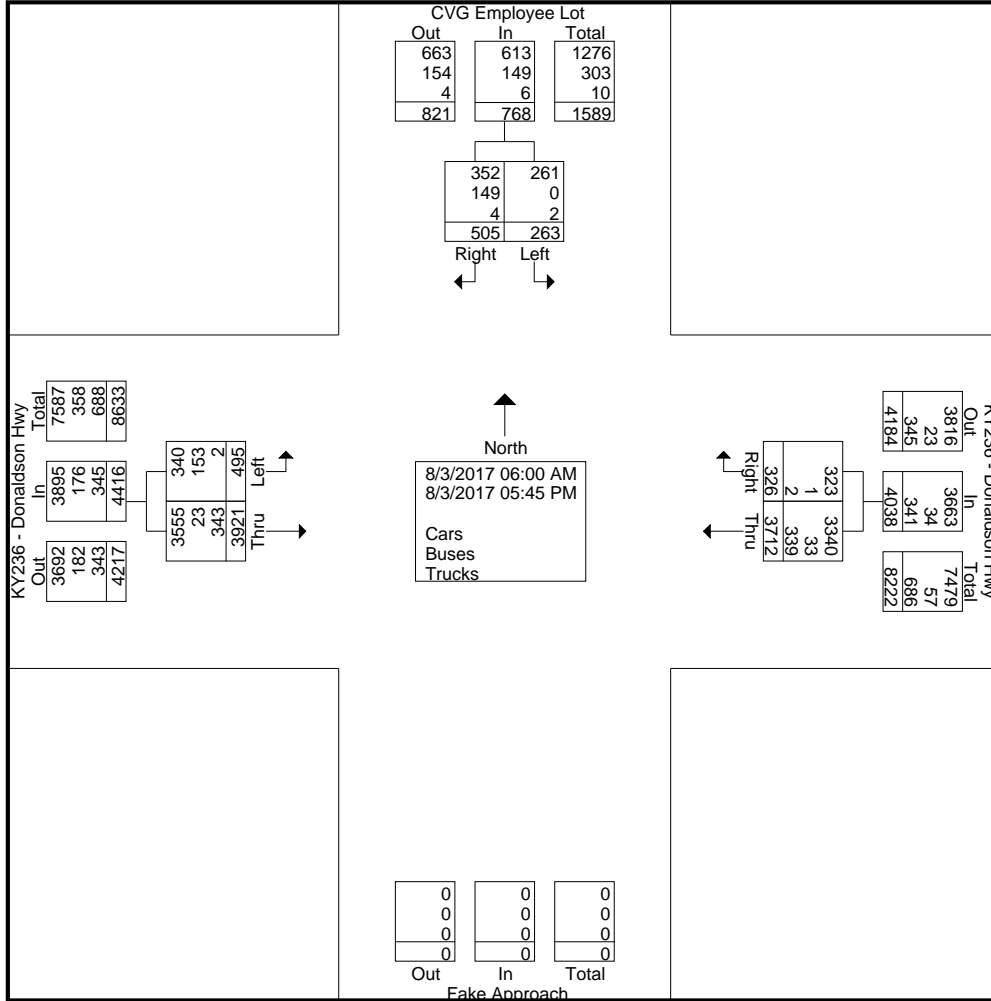 CVG Employee Lot
Out In Total
663 613 1276
154 149 303
4 6 10
821 768 1589
352 261
149 0
4 2
505 263
Right Left
KY236 - Donaldson Hwy
Total In Out
7587 3895 3692
358 176 182
688 345 343
8633 4416 4217
340 3555
153 23
2 343
495 3921
Left Thru
North
8/3/2017 06:00 AM
8/3/2017 05:45 PM
Cars
Buses
Trucks
KY236 - Donaldson Hwy
Out In Total
3816 3663 7479
23 34 57
345 341 686
4184 4038 8222
323 3340
1 33
2 339
326 3712
Right Thru
0 0 0
0 0 0
0 0 0
0 0 0
Out In Total
Fake Approach